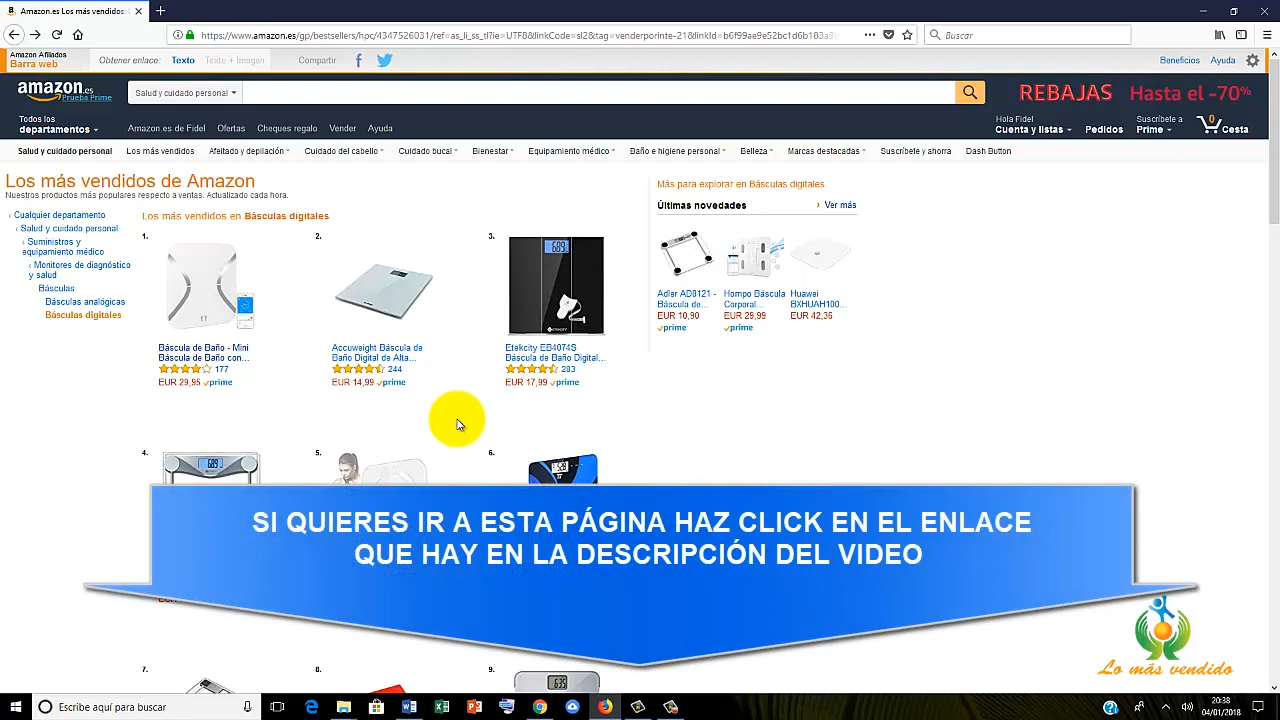 Amazon.es Los más vendidos: L
https://www.amazon.es/gp/bestsellers/hpc/4347526031/ref=as_li_ss_tl?ie=UTF8&linkCode=sl2&tag=venderporinte-21&linkId=b6f99ae9e52bc1d6b183a98
Buscar
Amazon Afiliados
Barra web
Obtener enlace:
Texto
Texto + Imagen
Compartir
Beneficios
Ayuda
amazon.es
Prueba Prime
Salud y cuidado personal
REBAJAS Hasta el -70%
Todos los
departamentos
Amazon.es de Fidel
Ofertas
Cheques regalo
Vender
Ayuda
Hola Fidel
Cuenta y listas
Pedidos
Suscríbete a
Prime
0
Cesta
Salud y cuidado personal
Los más vendidos
Afeitado y depilación
Cuidado del cabello
Cuidado bucal
Bienestar
Equipamiento médico
Baño e higiene personal
Belleza
Marcas destacadas
Suscríbete y ahorra
Dash Button
Los más vendidos de Amazon
Nuestros productos más populares respecto a ventas. Actualizado cada hora.
‹ Cualquier departamento
‹ Salud y cuidado personal
‹ Suministros y
equipamiento médico
‹ Monitores de diagnóstico
y salud
Básculas
Básculas analógicas
Básculas digitales
Los más vendidos en Básculas digitales
1.
Báscula de Baño - Mini
Báscula de Baño con...
177
EUR 29,95 prime
2.
Accuweight Báscula de
Baño Digital de Alta...
244
EUR 14,99 prime
3.
689
ETEKCITY
Etekcity EB4074S
Báscula de Baño Digital...
283
EUR 17,99 prime
Más para explorar en Básculas digitales
Últimas novedades
› Ver más
Adler AD8121 -
Báscula de...
EUR 10,90
prime
Hompo Báscula
Corporal...
EUR 29,99
prime
Huawei
BXHUAH100...
EUR 42,36
4.
689
5.
6.
SI QUIERES IR A ESTA PÁGINA HAZ CLICK EN EL ENLACE
QUE HAY EN LA DESCRIPCIÓN DEL VIDEO
7.
8.
9.
Lo más vendido
Escribe aquí para buscar
20:38
04/01/2018